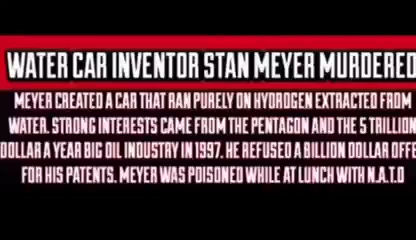 WATER CAR INVENTOR STAN MEYER MURDERED
MEYER CREATED A CAR THAT RAN PURELY ON HYDROGEN EXTRACTED FROM
WATER. STRONG INTERESTS CAME FROM THE PENTAGON AND THE 5 TRILLION
DOLLAR A YEAR BIG OIL INDUSTRY IN 1997. HE REFUSED A BILLION DOLLAR OFFE
FOR HIS PATENTS. MEYER WAS POISONED WHILE AT LUNCH WITH N.A.T.O